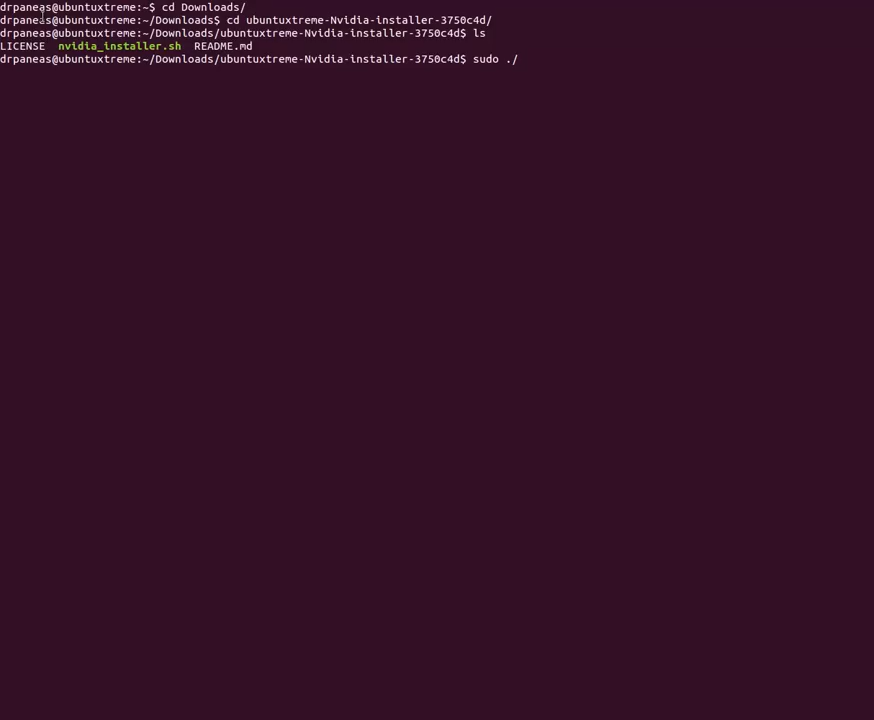 drpaneas@ubuntuxtreme:~$ cd Downloads/
drpaneas@ubuntuxtreme:~/Downloads$ cd ubuntuxtreme-Nvidia-installer-3750c4d/
drpaneas@ubuntuxtreme:~/Downloads/ubuntuxtreme-Nvidia-installer-3750c4d$ ls
LICENSE  nvidia_installer.sh  README.md
drpaneas@ubuntuxtreme:~/Downloads/ubuntuxtreme-Nvidia-installer-3750c4d$ sudo ./